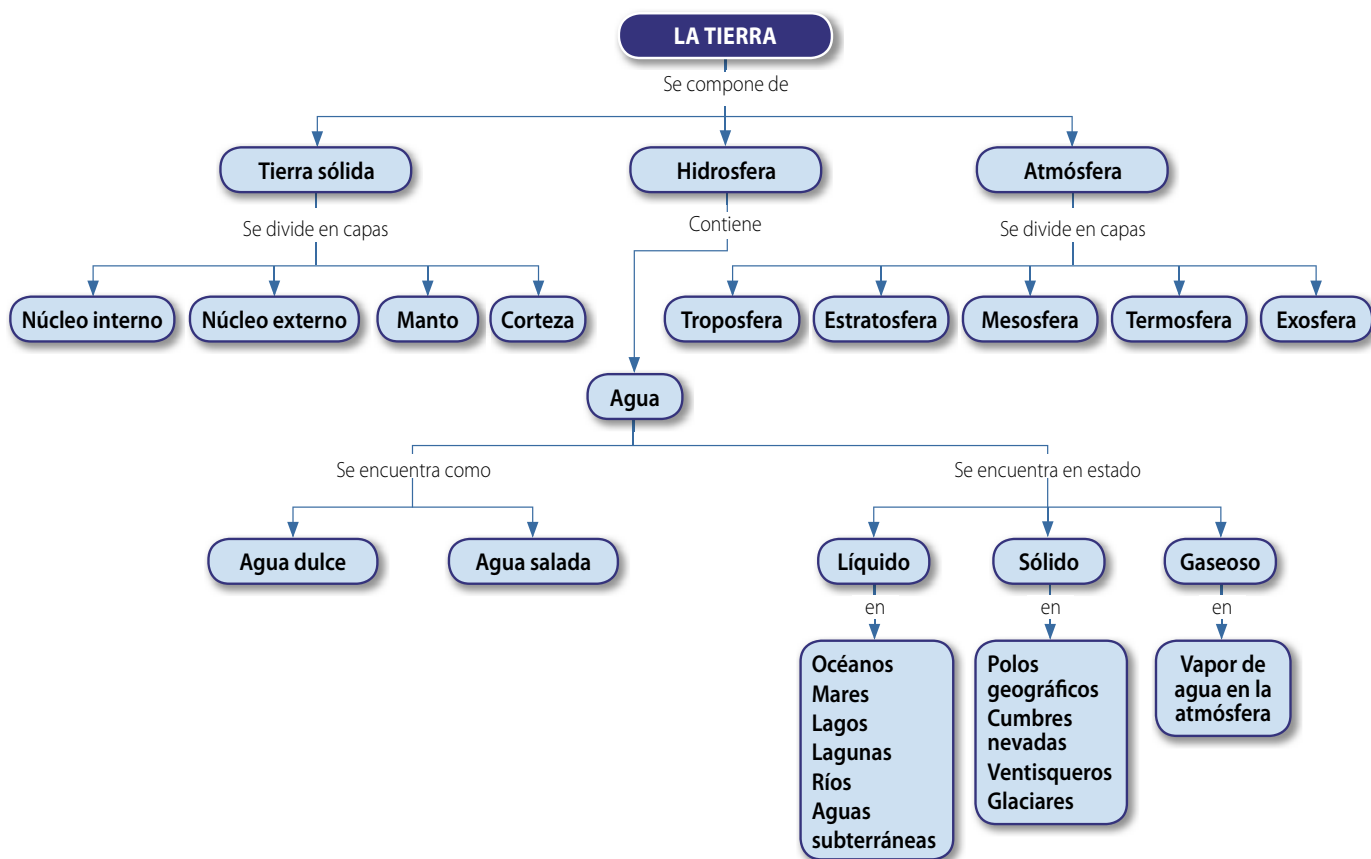 LA TIERRA
Se compone de
Tierra sólida
Hidrosfera
Atmósfera
Se divide en capas
Contiene
Se divide en capas
Núcleo interno
Núcleo externo
Manto
Corteza
Troposfera
Estratosfera
Mesosfera
Termosfera
Exosfera
Agua
Se encuentra como
Se encuentra en estado
Agua dulce
Agua salada
Líquido
Sólido
Gaseoso
en
en
en
Océanos
Mares
Lagos
Lagunas
Ríos
Aguas
subterráneas
Polos
geográficos
Cumbres
nevadas
Ventisqueros
Glaciares
Vapor de
agua en la
atmósfera